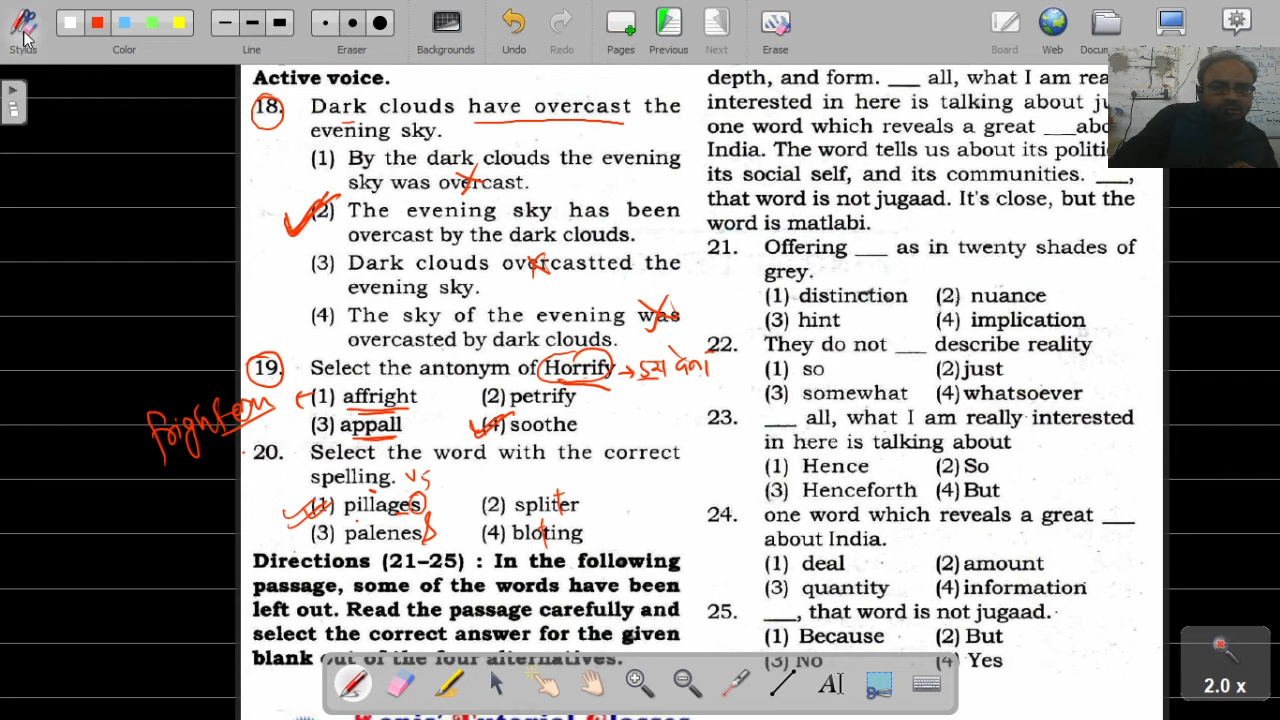 Stylus
Color
Line
Eraser
Backgrounds
Undo
Redo
Pages
Previous
Next
Erase
Board
Web
Active voice.
18. Dark clouds have overcast the
evening sky.
(1) By the dark clouds the evening
sky was overcast.
(2) The evening sky has been
overcast by the dark clouds.
(3) Dark clouds overcastted the
evening sky.
(4) The sky of the evening was
overcasted by dark clouds.
19. Select the antonym of Horrify
(1) affright (2) petrify
(3) appall (4) soothe
frighten
20. Select the word with the correct
spelling. vs
(1) pillages (2) spliter
(3) palenes (4) bloting
Directions (21–25) : In the following
passage, some of the words have been
left out. Read the passage carefully and
select the correct answer for the given
blank out of the four alternatives.
depth, and form. ___ all, what I am
interested in here is talking about
one word which reveals a great ___
India. The word tells us about its
its social self, and its communities. ___,
that word is not jugaad. It's close, but the
word is matlabi.
21. Offering ___ as in twenty shades of
grey.
(1) distinction (2) nuance
(3) hint (4) implication
22. They do not ___ describe reality
(1) so (2) just
(3) somewhat (4) whatsoever
23. ___ all, what I am really interested
in here is talking about
(1) Hence (2) So
(3) Henceforth (4) But
24. one word which reveals a great ___
about India.
(1) deal (2) amount
(3) quantity (4) information
25. ___, that word is not jugaad.
(1) Because (2) But
(3) No (4) Yes
Tutorial Classes
2.0 x